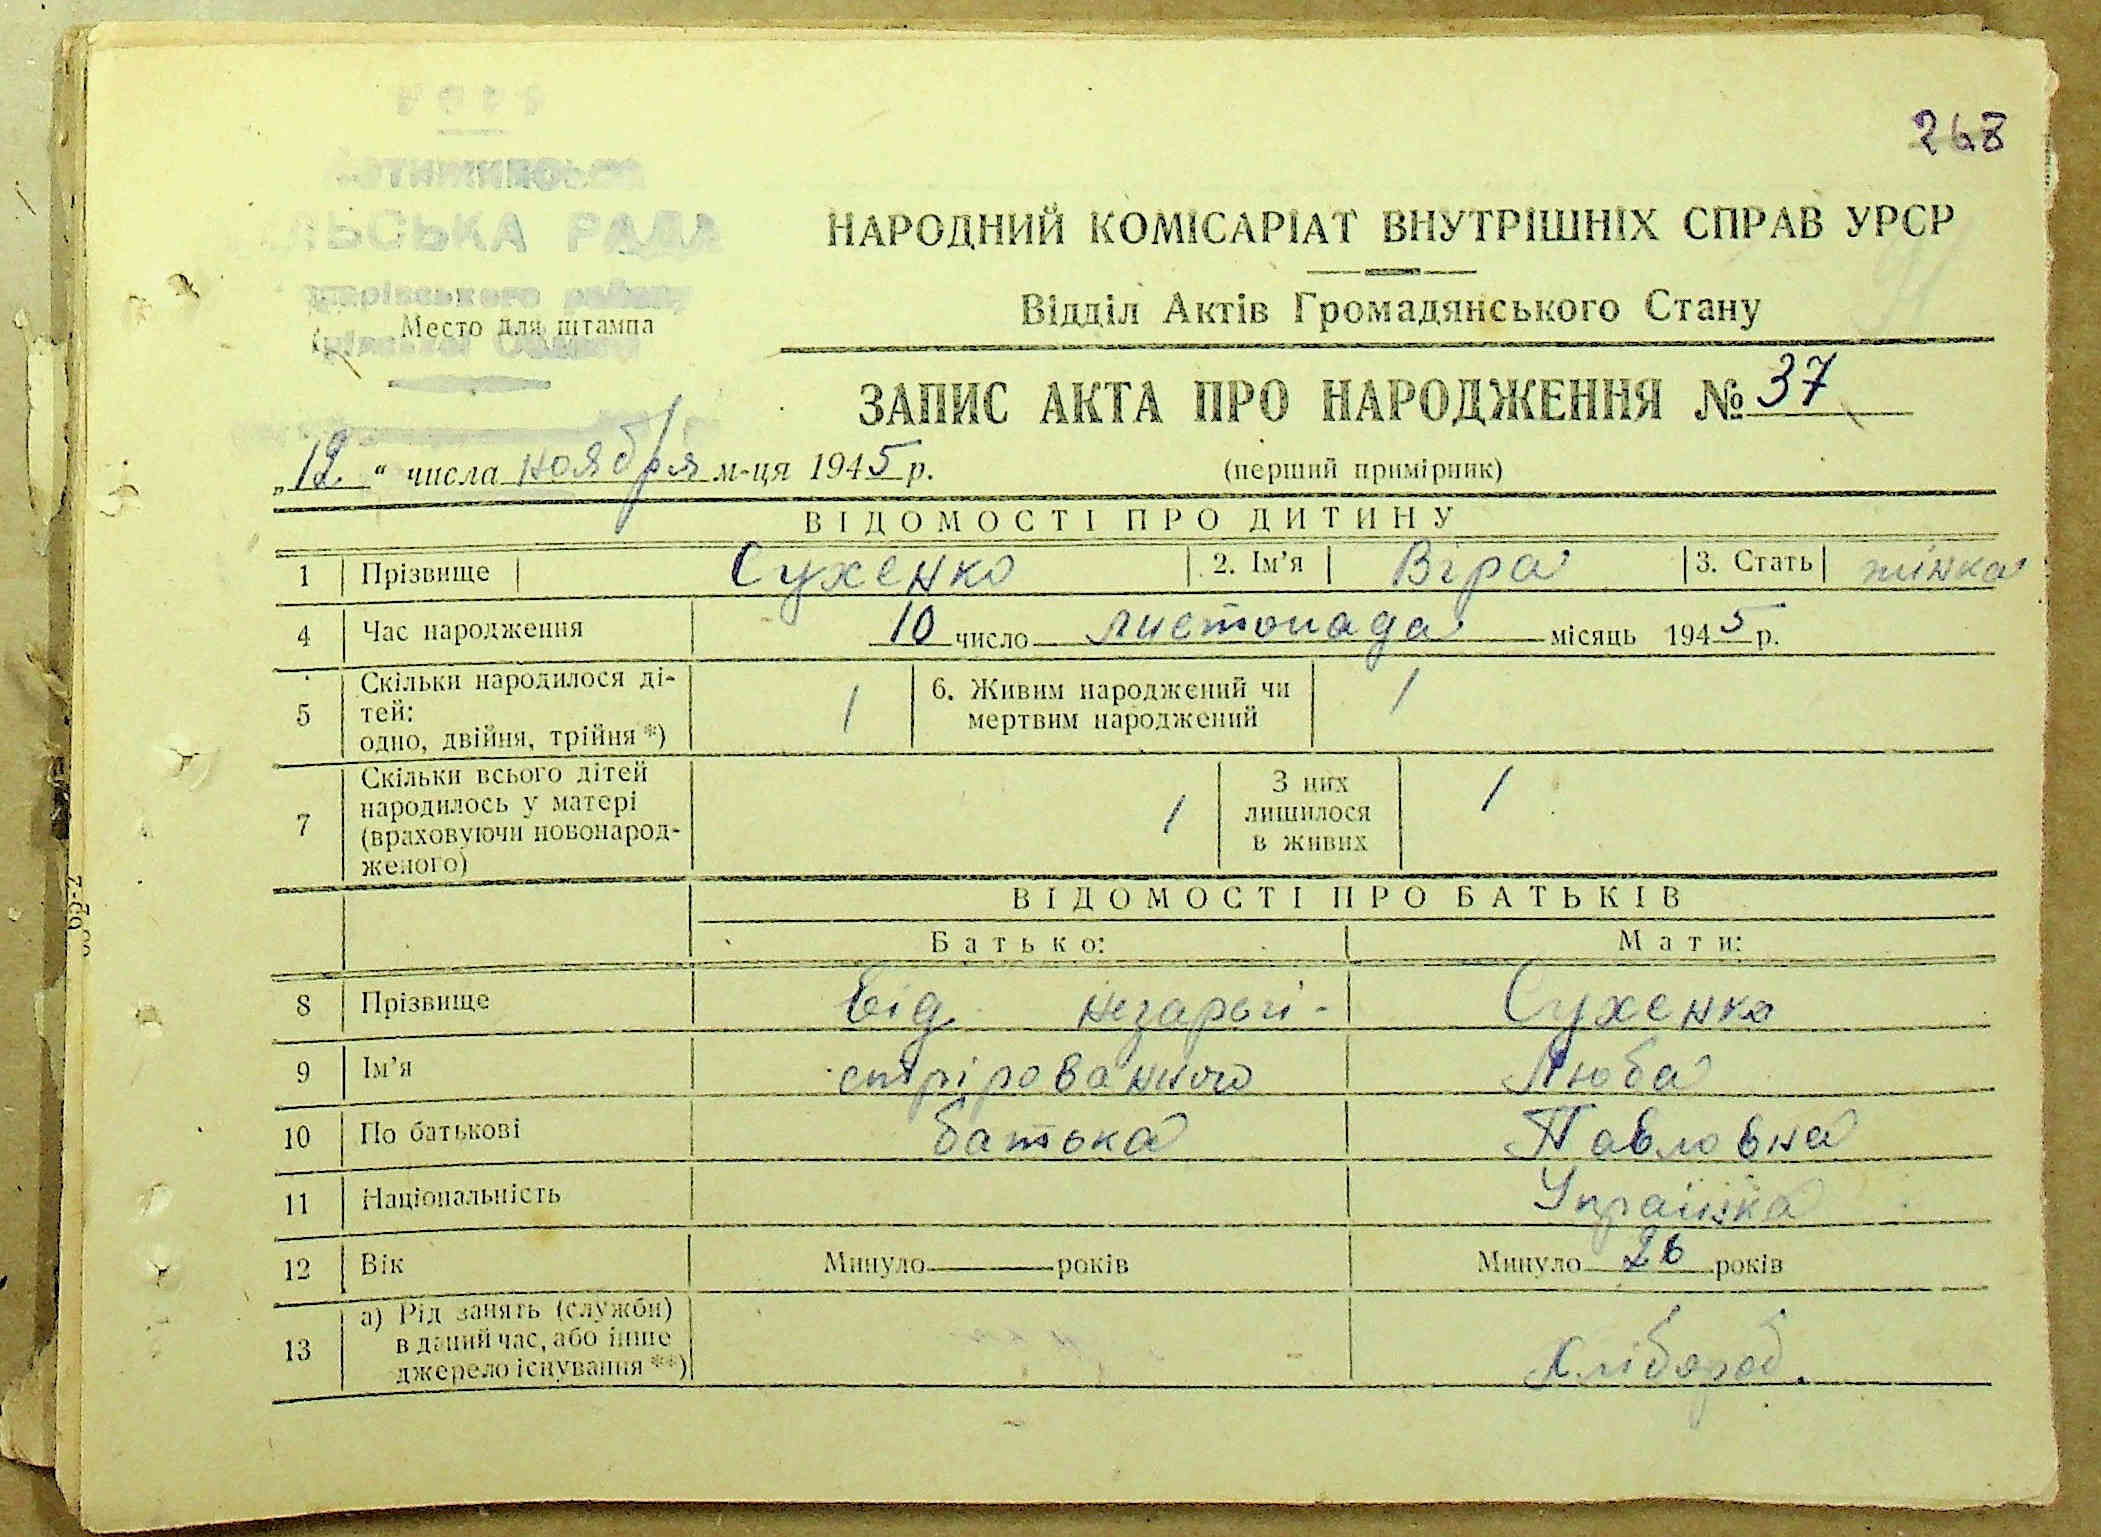 268
НАРОДНИЙ КОМІСАРІАТ ВНУТРІШНІХ СПРАВ УРСР
Відділ Актів Громадянського Стану
РАДА
Место для штампа
ЗАПИС АКТА ПРО НАРОДЖЕННЯ № 37
„12“ числа ноября м-ця 1945 р. (перший примірник)
ВІДОМОСТІ ПРО ДИТИНУ
1 Прізвище Сухенко 2. Ім'я Віра 3. Стать жінка
4 Час народження 10 число листопада місяць 1945 р.
5 Скільки народилося дітей: одно, двійня, трійня *) 1 6. Живим народжений чи мертвим народжений 1
7 Скільки всього дітей народилось у матері (враховуючи новонародженого) 1 З них лишилося в живих 1
ВІДОМОСТІ ПРО БАТЬКІВ
Батько: Мати:
8 Прізвище від незарегі- Сухенко
9 Ім'я стрірованного Люба
10 По батькові батька Павловна
11 Національність Українка
12 Вік Минуло років Минуло 26 років
13 а) Рід занять (служби) в даний час, або інше джерело існування **) Хлібороб.